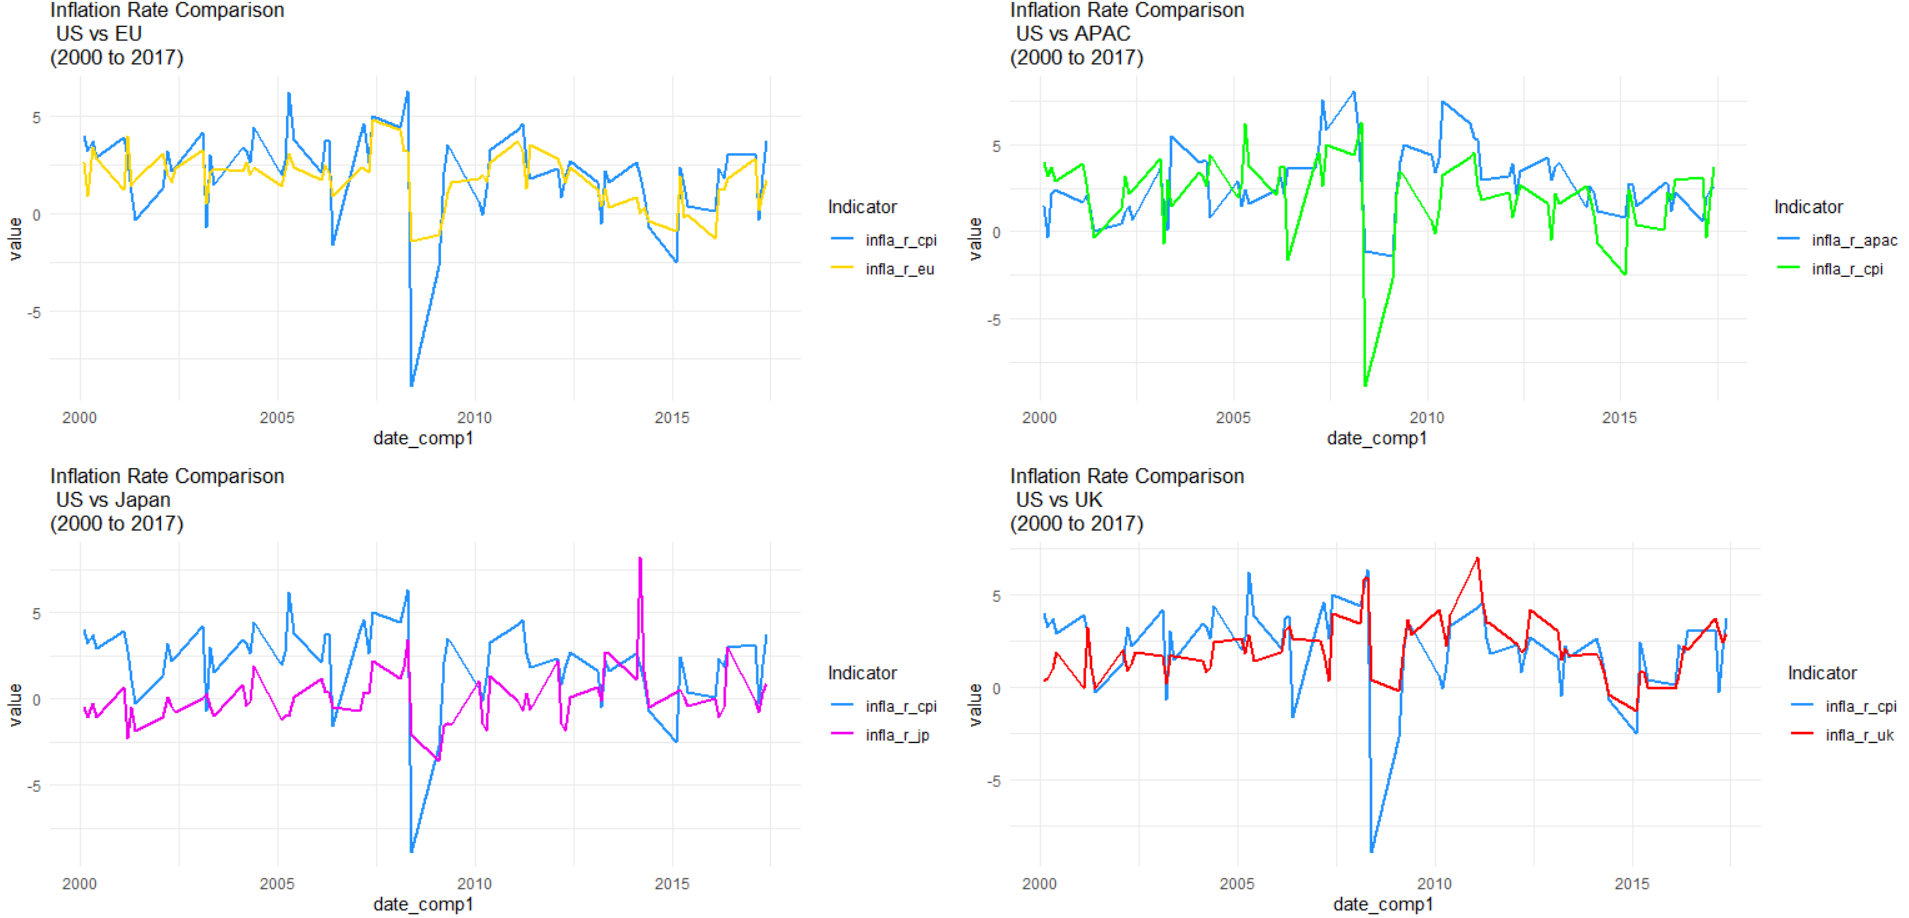 Inflation Rate Comparison
US vs EU
(2000 to 2017)
value
5
0
-5
2000
2005
2010
2015
date_comp1
Indicator
infla_r_cpi
infla_r_eu
Inflation Rate Comparison
US vs APAC
(2000 to 2017)
value
5
0
-5
2000
2005
2010
2015
date_comp1
Indicator
infla_r_apac
infla_r_cpi
Inflation Rate Comparison
US vs Japan
(2000 to 2017)
value
5
0
-5
2000
2005
2010
2015
date_comp1
Indicator
infla_r_cpi
infla_r_jp
Inflation Rate Comparison
US vs UK
(2000 to 2017)
value
5
0
-5
2000
2005
2010
2015
date_comp1
Indicator
infla_r_cpi
infla_r_uk